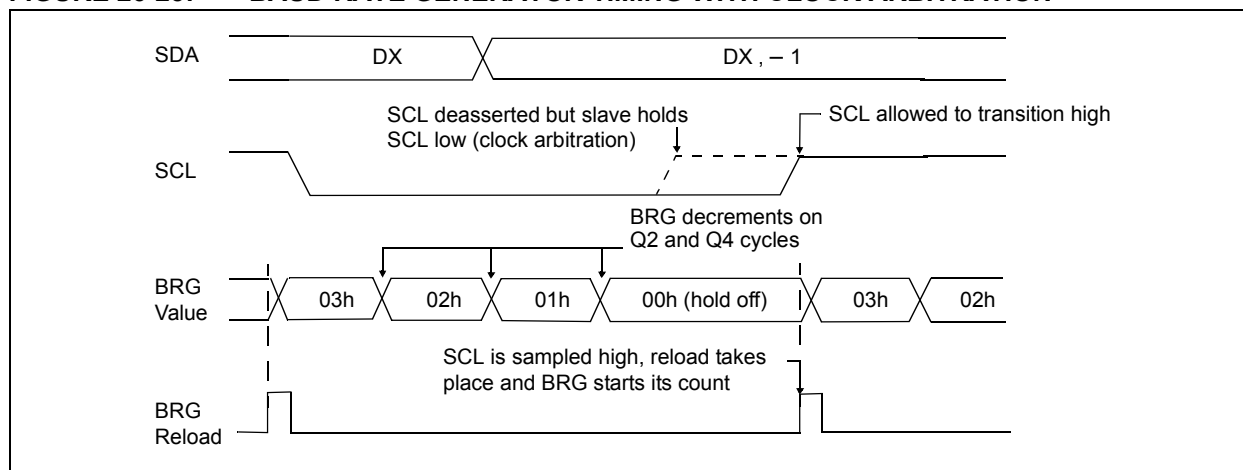 SDA
DX
DX , – 1
SCL deasserted but slave holds
SCL low (clock arbitration)
SCL allowed to transition high
SCL
BRG decrements on
Q2 and Q4 cycles
BRG
Value
03h
02h
01h
00h (hold off)
03h
02h
SCL is sampled high, reload takes
place and BRG starts its count
BRG
Reload